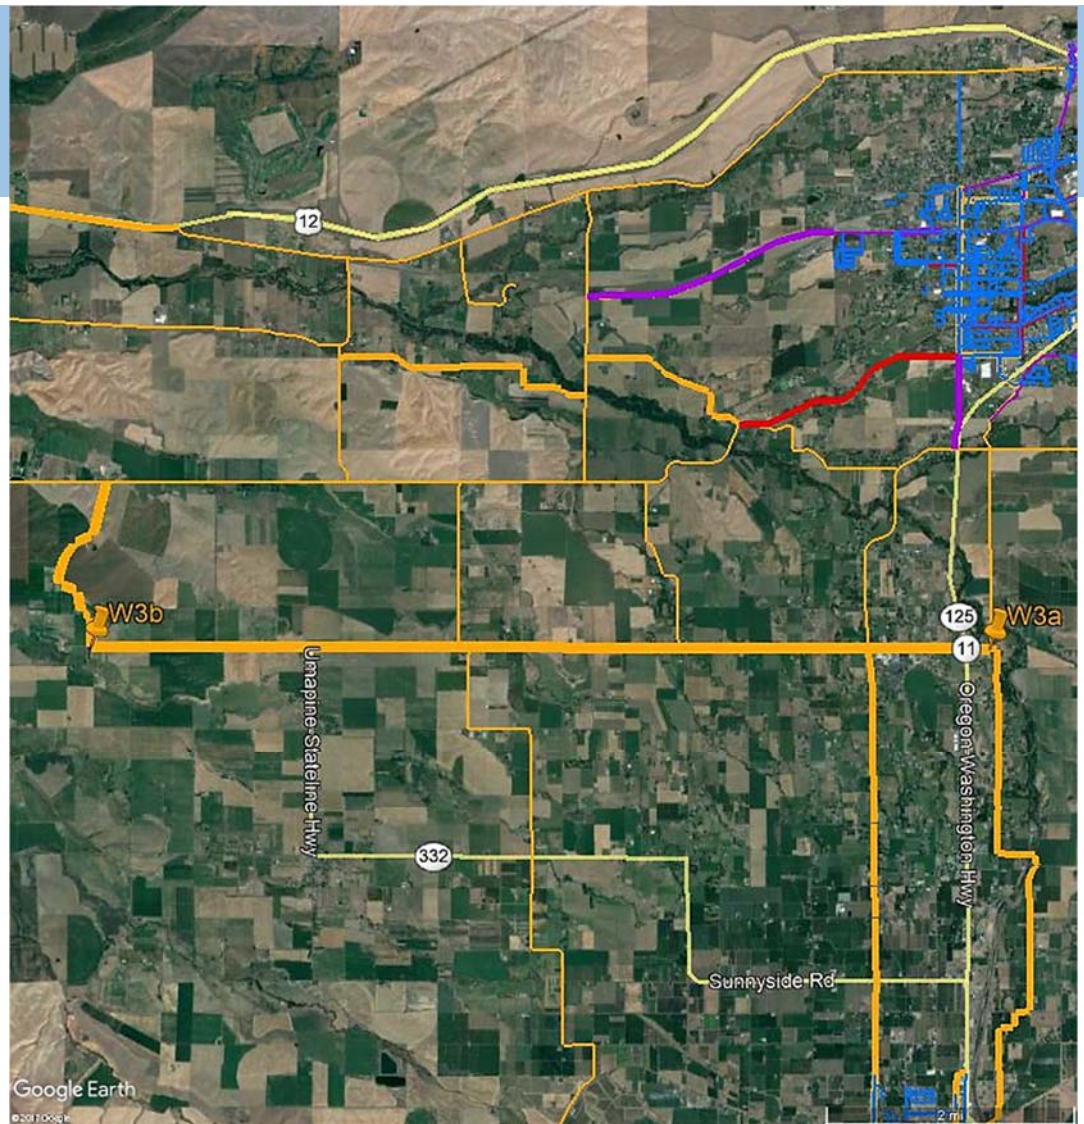 12
W3b
125
W3a
11
Umapine-Stateline Hwy
Oregon-Washington Hwy
332
Sunnyside Rd
Google Earth
2 mi